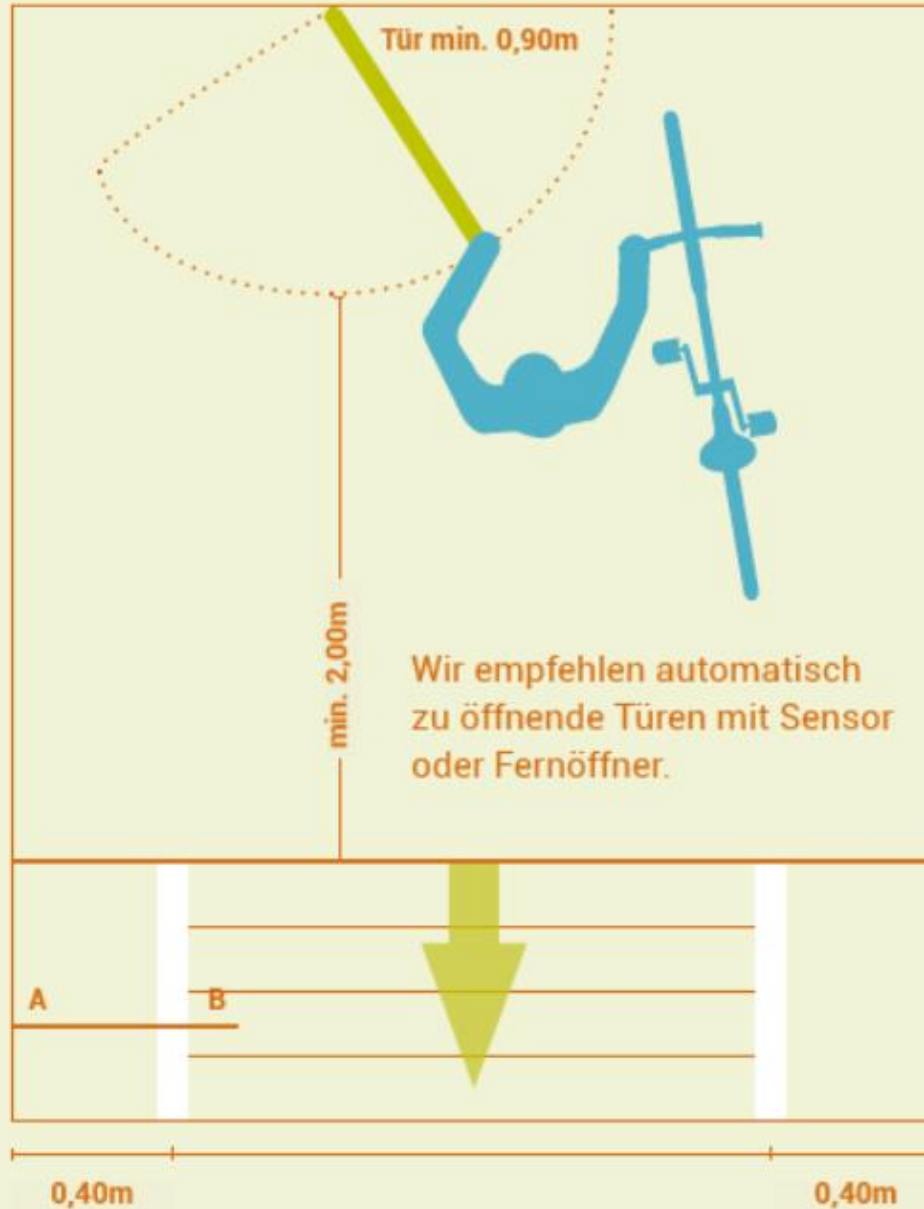 Tür min. 0,90m
min. 2,00m
Wir empfehlen automatisch
zu öffnende Türen mit Sensor
oder Fernöffner.
A B
0,40m 0,40m